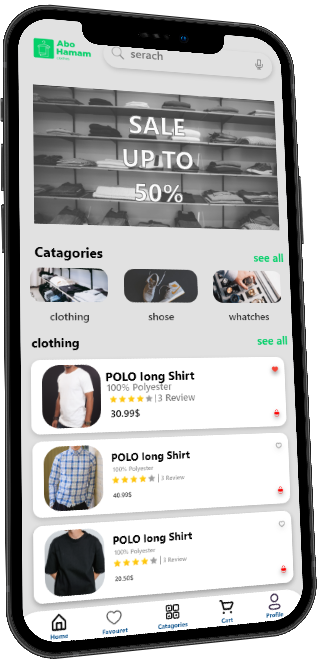 Abo
Hamam
serach
SALE
UP TO
50%
Catagories
see all
clothing
shose
whatches
clothing
see all
POLO long Shirt
100% Polyester
|3 Review
30.99$
POLO long Shirt
100% Polyester
| 3 Review
40.99$
POLO long Shirt
100% Polyester
| 3 Review
20.50$
Home
Favouret
Catagories
Cart
Profile